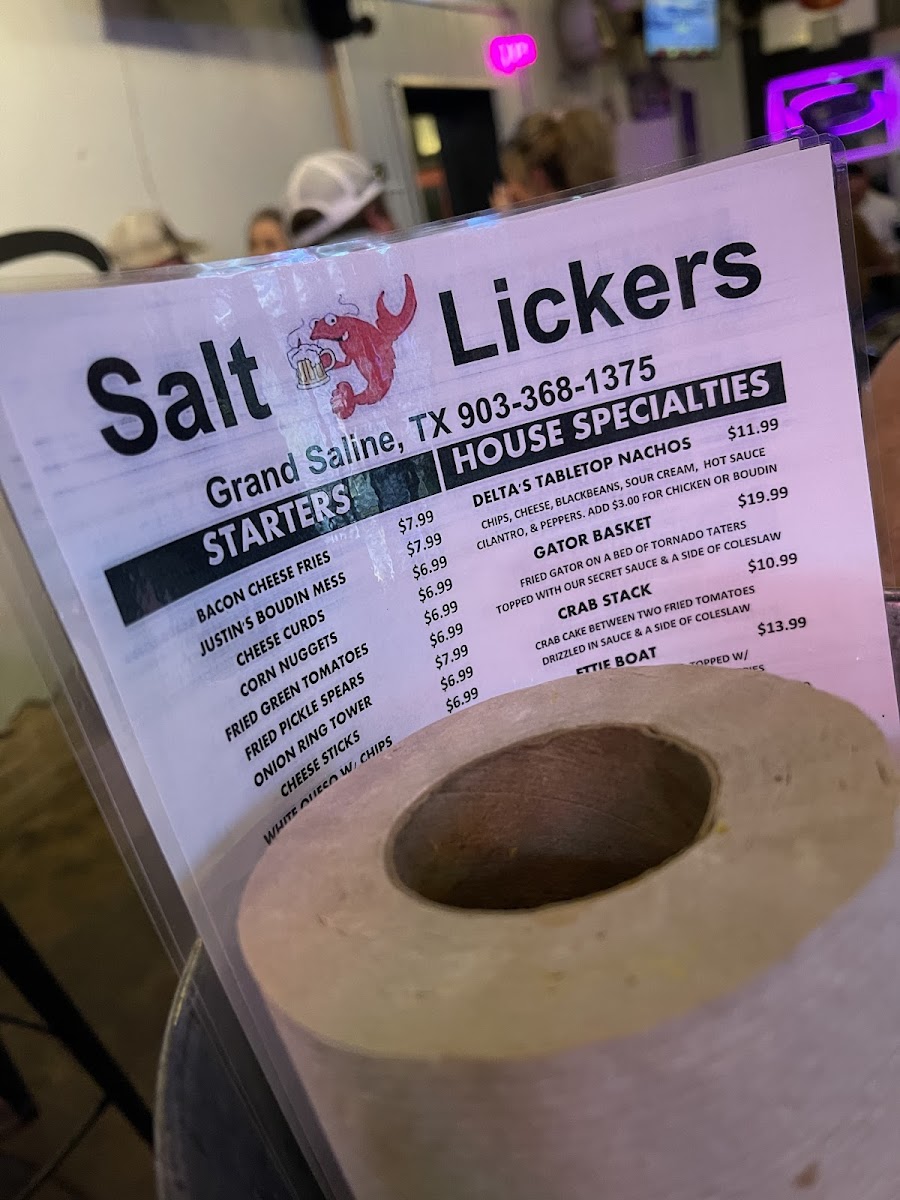 UP
Salt Lickers
Grand Saline, TX 903-368-1375
STARTERS
BACON CHEESE FRIES $7.99
JUSTIN'S BOUDIN MESS $7.99
CHEESE CURDS $6.99
CORN NUGGETS $6.99
FRIED GREEN TOMATOES $6.99
FRIED PICKLE SPEARS $6.99
ONION RING TOWER $7.99
CHEESE STICKS $6.99
WHITE QUESO W/ CHIPS $6.99
HOUSE SPECIALTIES
DELTA'S TABLETOP NACHOS $11.99
CHIPS, CHEESE, BLACKBEANS, SOUR CREAM, HOT SAUCE
CILANTRO, & PEPPERS. ADD $3.00 FOR CHICKEN OR BOUDIN
GATOR BASKET $19.99
FRIED GATOR ON A BED OF TORNADO TATERS
TOPPED WITH OUR SECRET SAUCE & A SIDE OF COLESLAW
CRAB STACK $10.99
CRAB CAKE BETWEEN TWO FRIED TOMATOES
DRIZZLED IN SAUCE & A SIDE OF COLESLAW
ETTIE BOAT $13.99
TOPPED W/